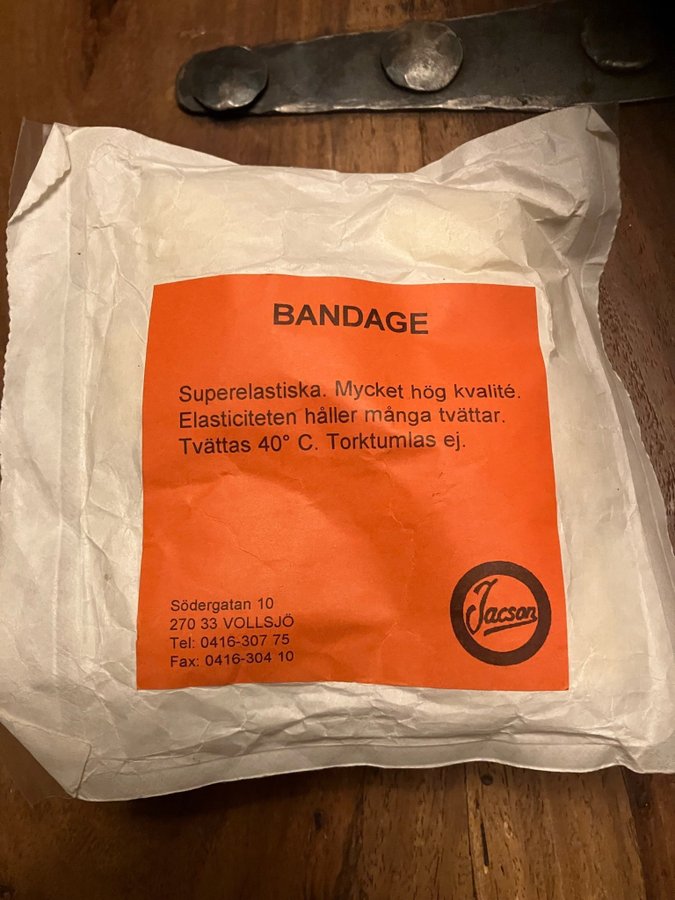 BANDAGE
Superelastiska. Mycket hög kvalité.
Elasticiteten håller många tvättar.
Tvättas 40° C. Torktumlas ej.
Södergatan 10
270 33 VOLLSJÖ
Tel: 0416-307 75
Fax: 0416-304 10
Jacson